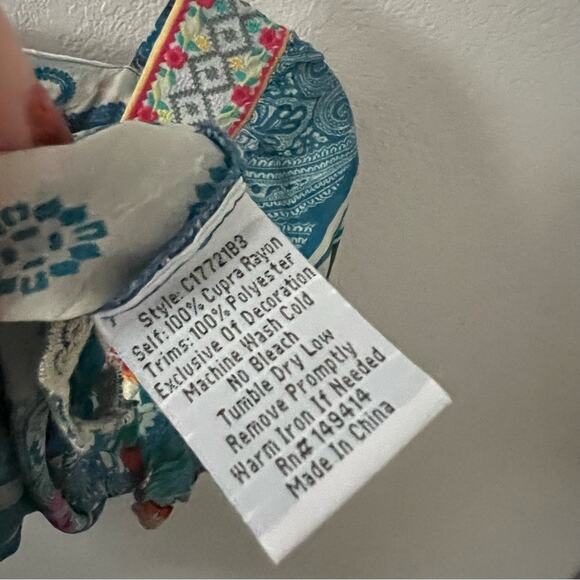 Style:C17721B3
Self:100% Cupra Rayon
Trims:100% Polyester
Exclusive Of Decoration
Machine Wash Cold
No Bleach
Tumble Dry Low
Remove Promptly
Warm Iron If Needed
Rn# 149414
Made In China